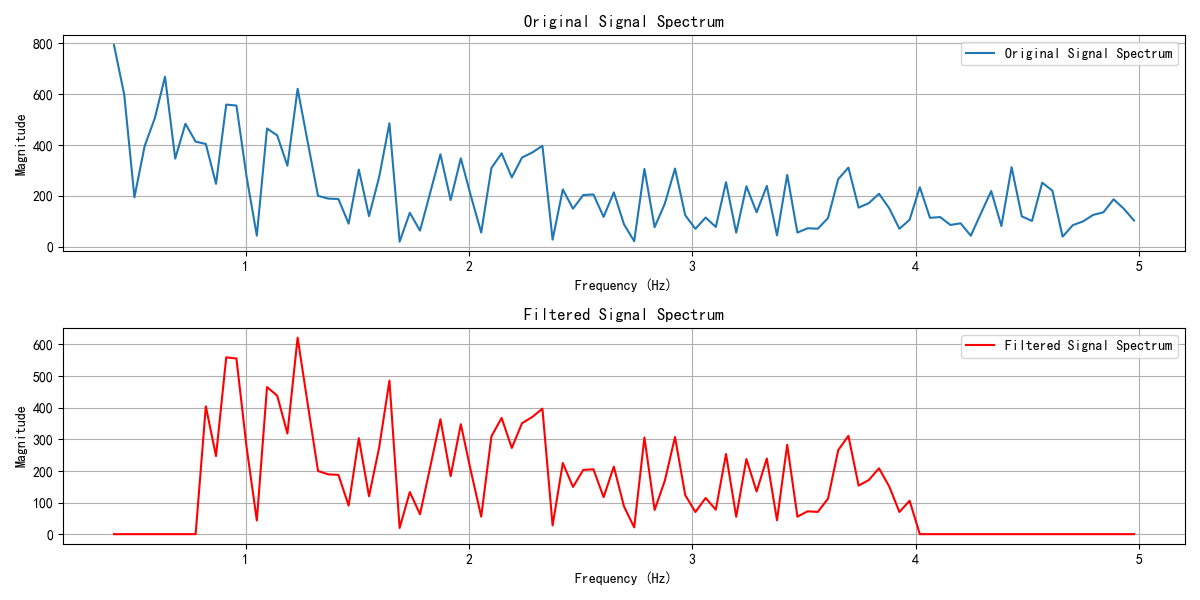 Original Signal Spectrum
Original Signal Spectrum
800
600
400
200
0
Magnitude
1 2 3 4 5
Frequency (Hz)
Filtered Signal Spectrum
Filtered Signal Spectrum
600
500
400
300
200
100
0
Magnitude
1 2 3 4 5
Frequency (Hz)